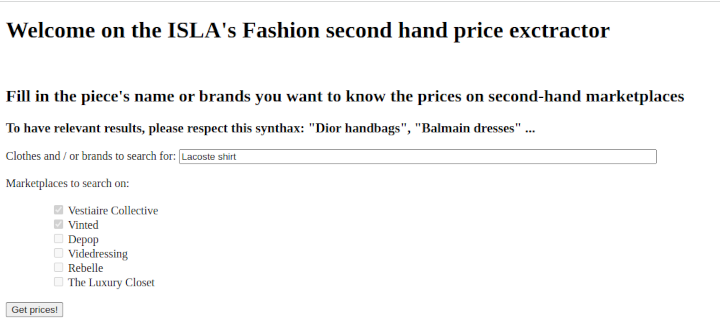 Welcome on the ISLA's Fashion second hand price exctractor
Fill in the piece's name or brands you want to know the prices on second-hand marketplaces
To have relevant results, please respect this synthax: "Dior handbags", "Balmain dresses" ...
Clothes and / or brands to search for: Lacoste shirt
Marketplaces to search on:
Vestiaire Collective
Vinted
Depop
Videdressing
Rebelle
The Luxury Closet
Get prices!